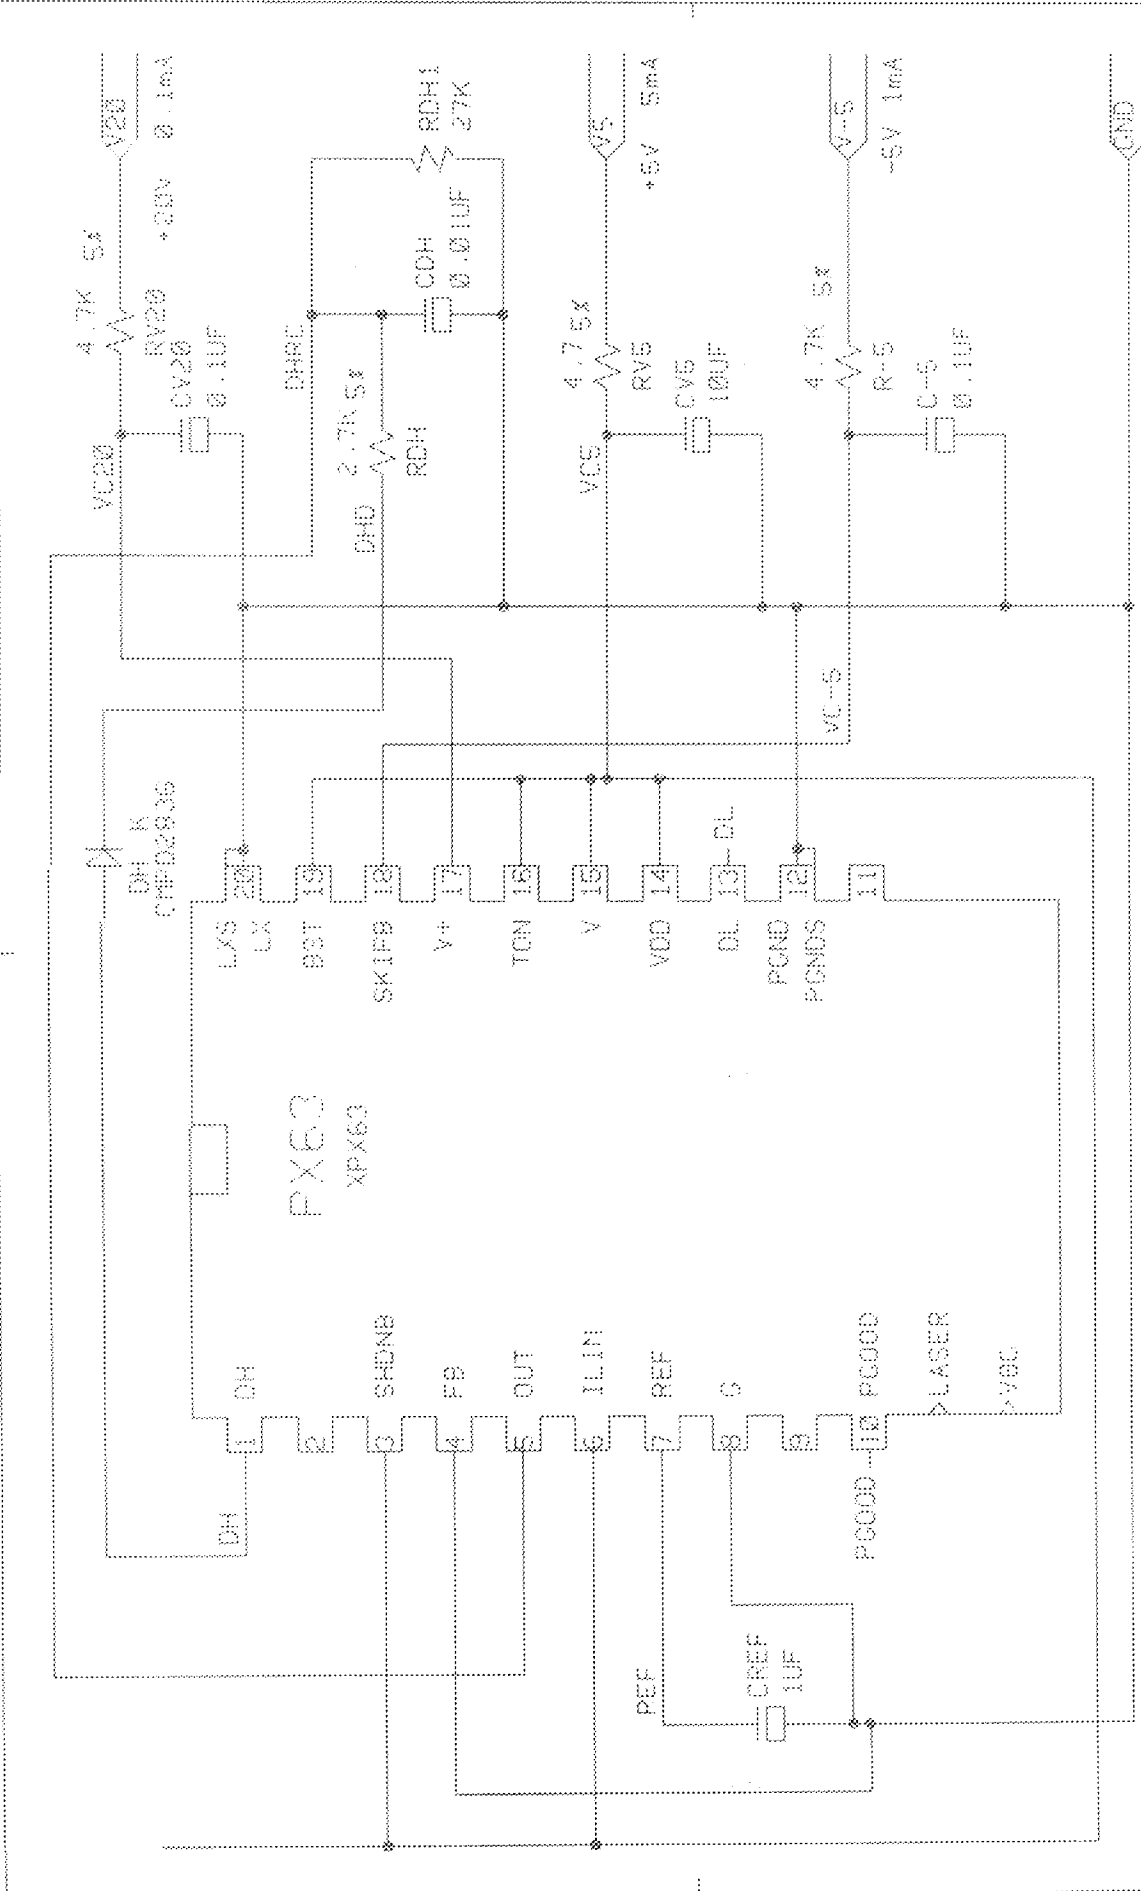 V20
+20V 0.1mA
4.7K 5%
RV20
CV20
0.1UF
VC20
RDH1
27K
CDH
0.01UF
DHRC
2.7K 5%
RDH
DHD
V5
+5V 5mA
4.7 5%
RV5
CV5
10UF
VC5
V-5
-5V 1mA
4.7K 5%
R-5
C-5
0.1UF
VC-5
GND
DH K
CMPD2836
20
19
18
17
16
15
14
13
12
11
DL
LXS
LX
BST
SKIPB
V+
TON
V
VDD
DL
PGND
PGNDS
PX63
XPX63
DH
SHDNB
FB
OUT
ILIM
REF
G
PGOOD
LASER
1
2
3
4
5
6
7
8
9
10
DH
PGOOD
REF
CREF
1UF